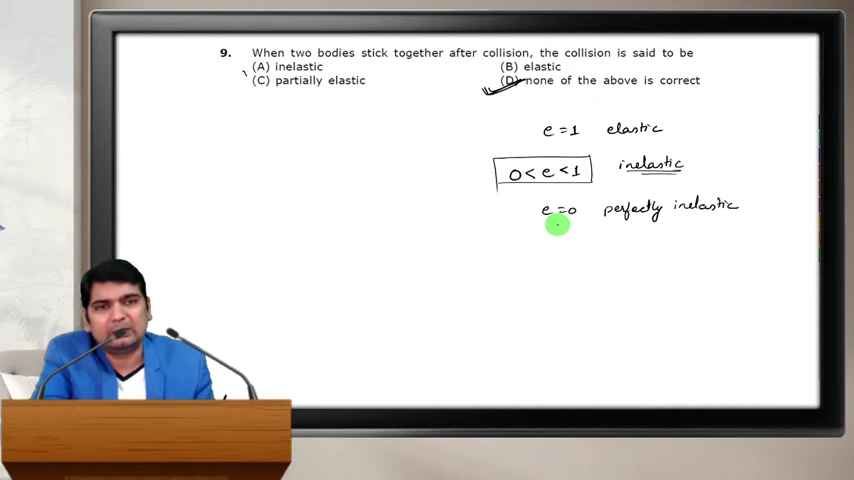 9. When two bodies stick together after collision, the collision is said to be
(A) inelastic (B) elastic
(C) partially elastic (D) none of the above is correct
e = 1 elastic
0 < e < 1 inelastic
e = 0 perfectly inelastic